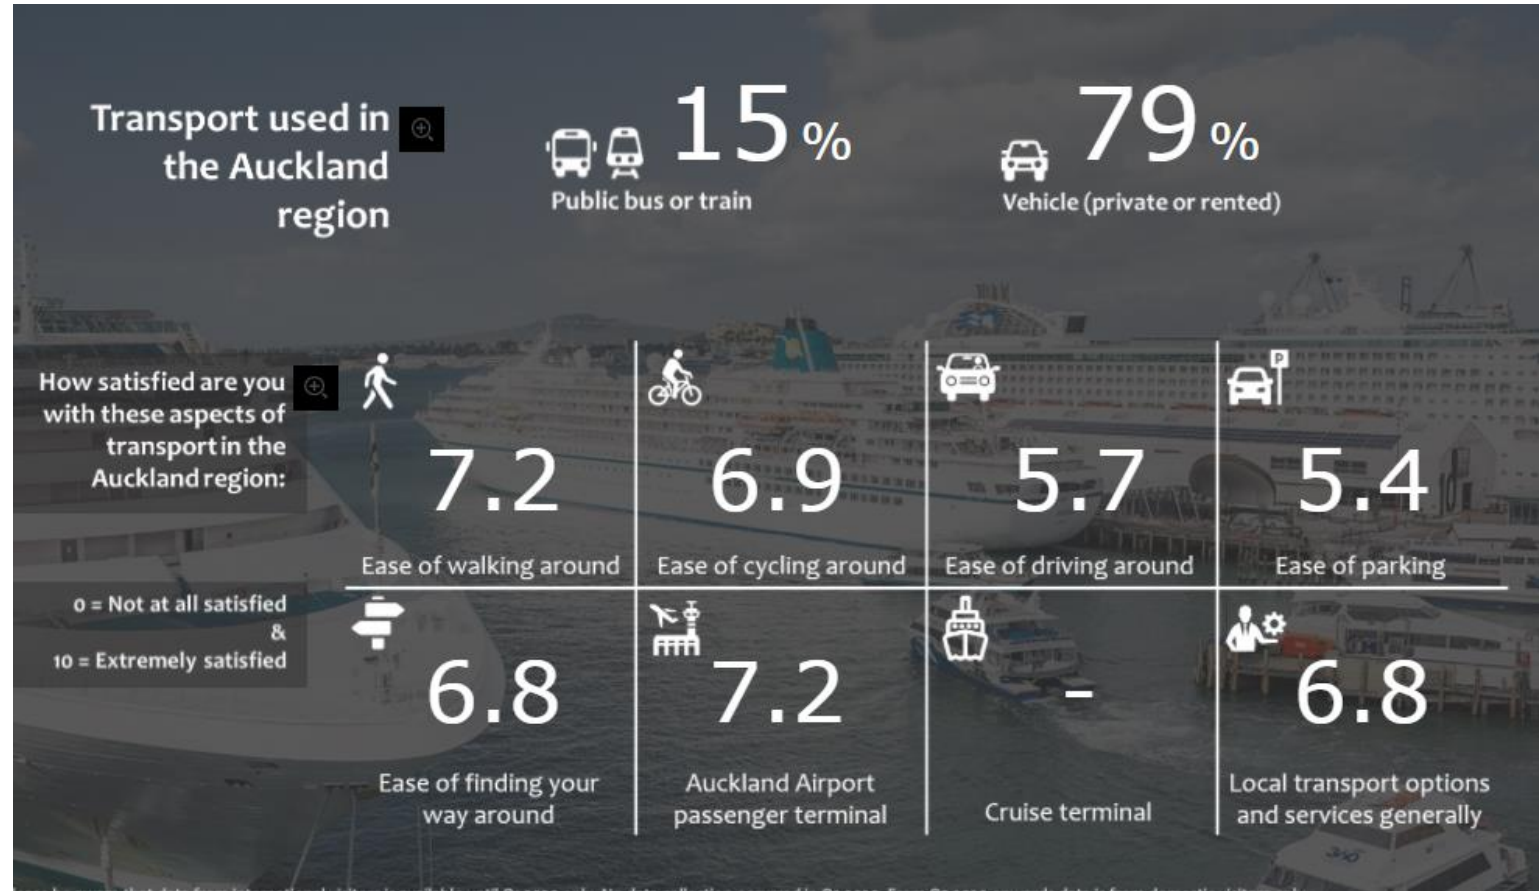 Transport used in
the Auckland
region
15%
Public bus or train
79%
Vehicle (private or rented)
How satisfied are you
with these aspects of
transport in the
Auckland region:
0 = Not at all satisfied
&
10 = Extremely satisfied
7.2
Ease of walking around
6.9
Ease of cycling around
5.7
Ease of driving around
P
5.4
Ease of parking
6.8
Ease of finding your
way around
7.2
Auckland Airport
passenger terminal
-
Cruise terminal
6.8
Local transport options
and services generally